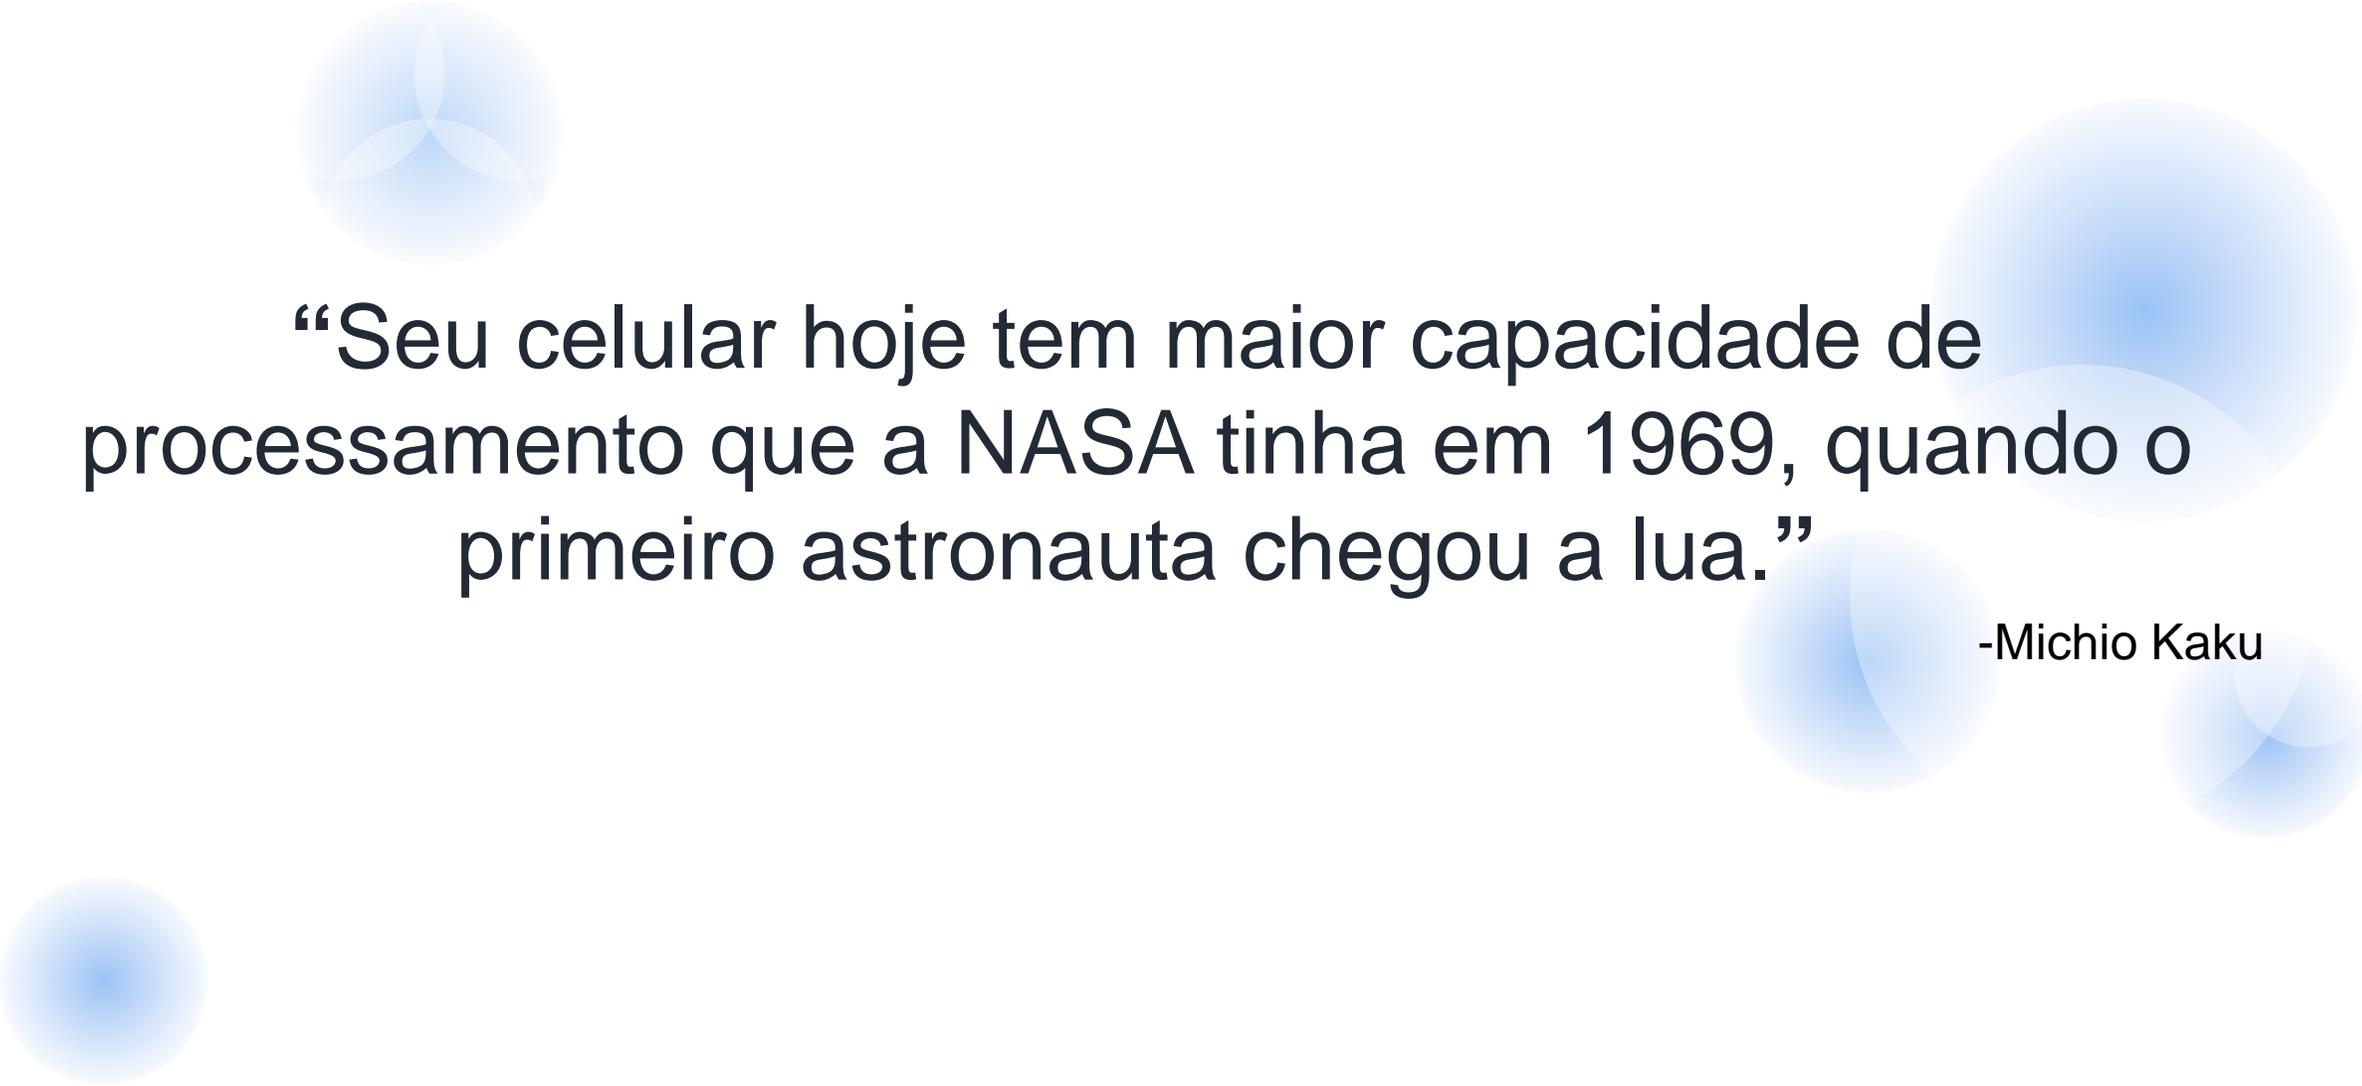 “Seu celular hoje tem maior capacidade de
processamento que a NASA tinha em 1969, quando o
primeiro astronauta chegou a lua.”
-Michio Kaku